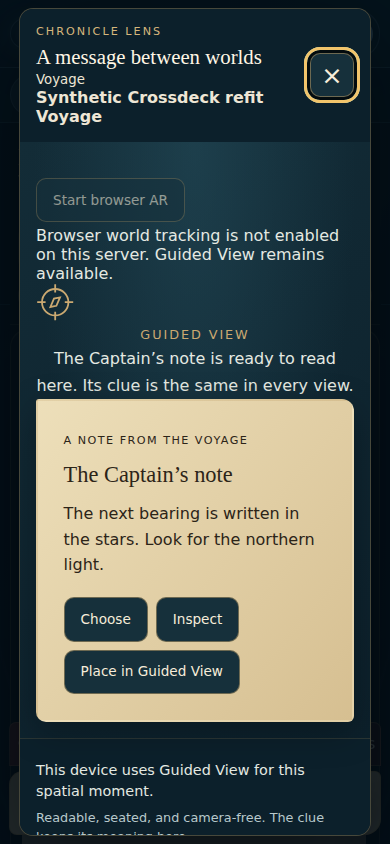 CHRONICLE LENS
A message between worlds
Voyage
Synthetic Crossdeck refit
Voyage
Start browser AR
Browser world tracking is not enabled
on this server. Guided View remains
available.
GUIDED VIEW
The Captain’s note is ready to read
here. Its clue is the same in every view.
A NOTE FROM THE VOYAGE
The Captain’s note
The next bearing is written in
the stars. Look for the northern
light.
Choose
Inspect
Place in Guided View
This device uses Guided View for this
spatial moment.
Readable, seated, and camera-free. The clue
keeps its meaning here.